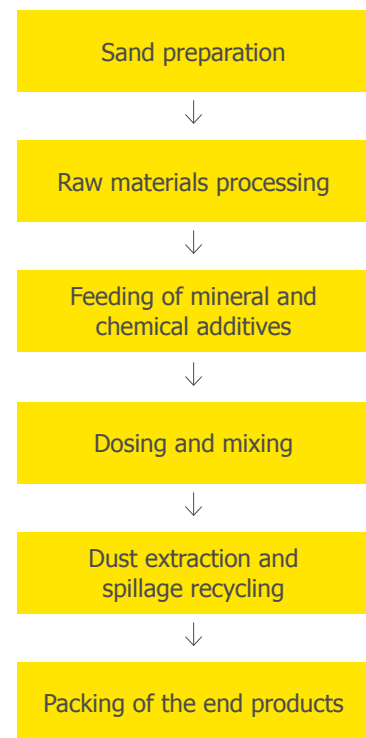 Sand preparation
Raw materials processing
Feeding of mineral and
chemical additives
Dosing and mixing
Dust extraction and
spillage recycling
Packing of the end products